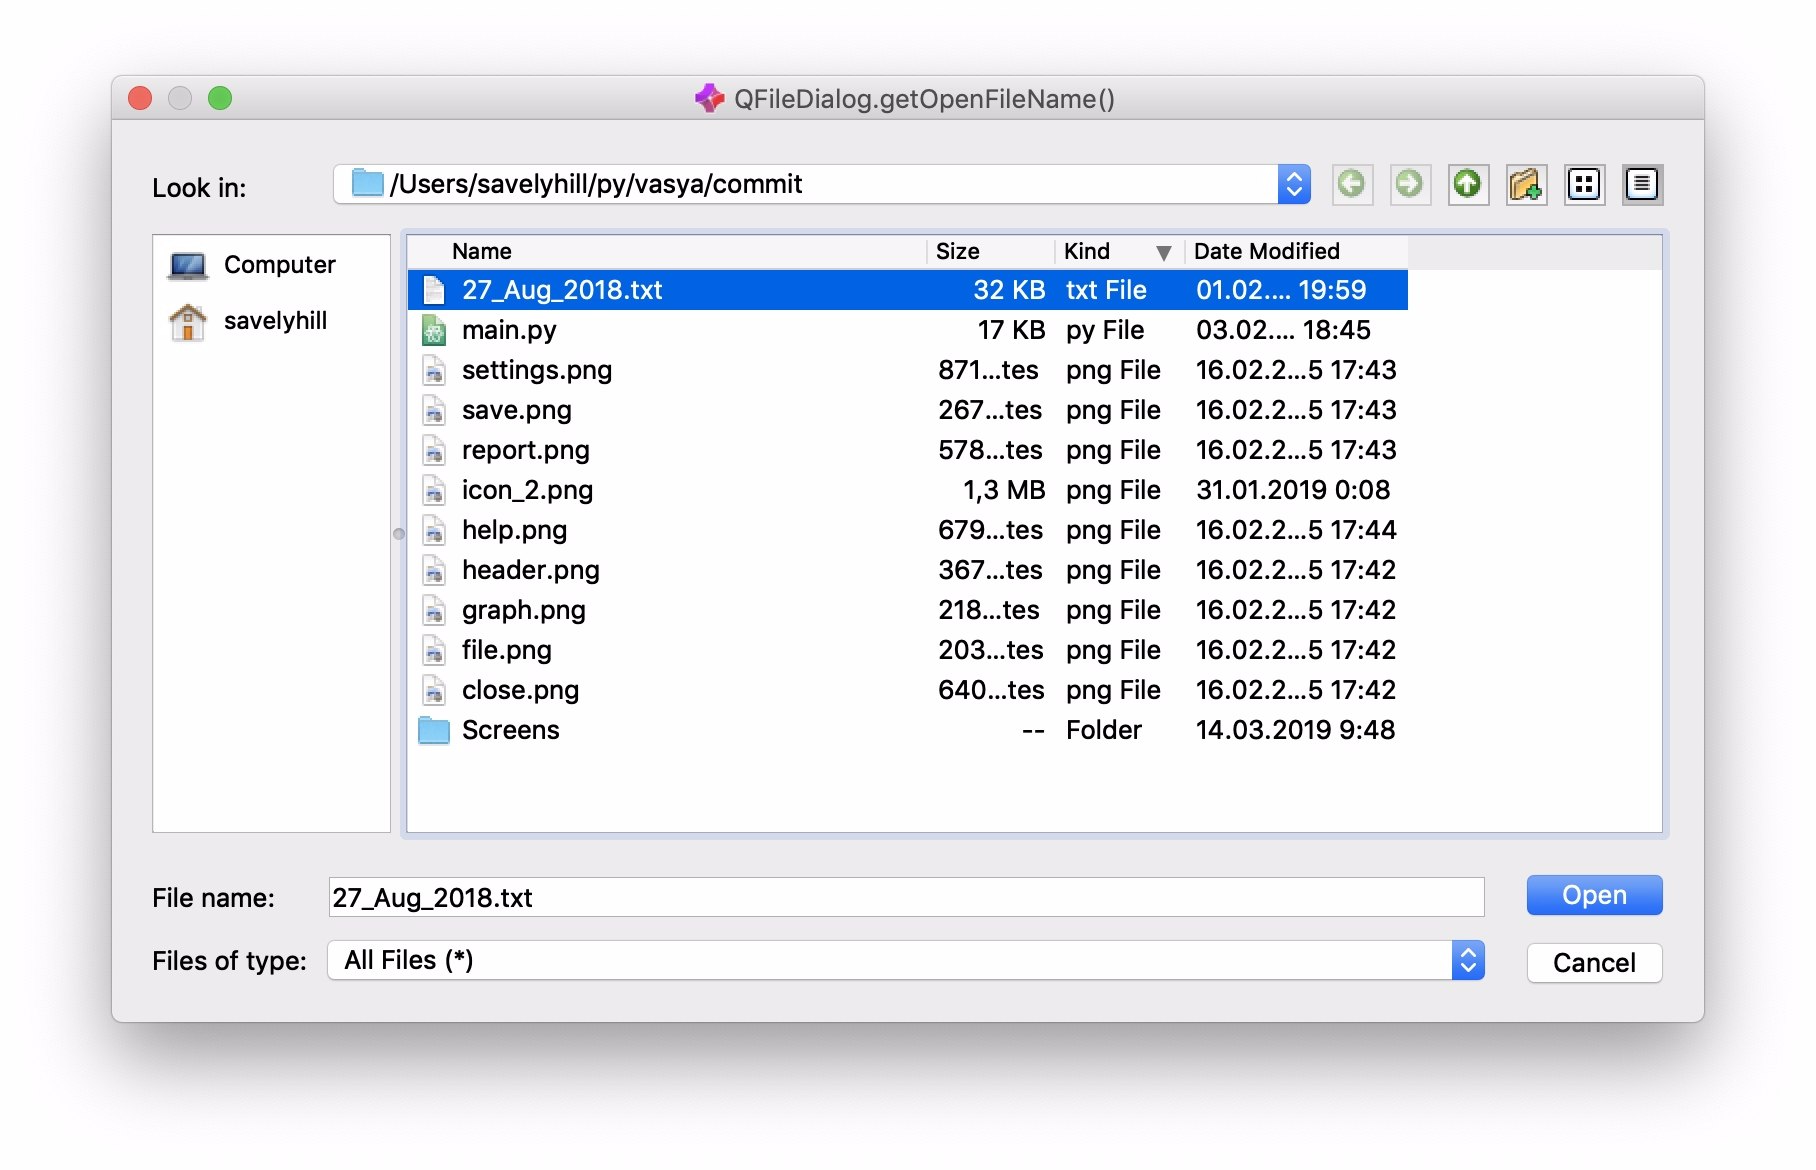 QFileDialog.getOpenFileName()
Look in: /Users/savelyhill/py/vasya/commit
Computer
savelyhill
Name Size Kind Date Modified
27_Aug_2018.txt 32 KB txt File 01.02.... 19:59
main.py 17 KB py File 03.02.... 18:45
settings.png 871...tes png File 16.02.2...5 17:43
save.png 267...tes png File 16.02.2...5 17:43
report.png 578...tes png File 16.02.2...5 17:43
icon_2.png 1,3 MB png File 31.01.2019 0:08
help.png 679...tes png File 16.02.2...5 17:44
header.png 367...tes png File 16.02.2...5 17:42
graph.png 218...tes png File 16.02.2...5 17:42
file.png 203...tes png File 16.02.2...5 17:42
close.png 640...tes png File 16.02.2...5 17:42
Screens -- Folder 14.03.2019 9:48
File name: 27_Aug_2018.txt Open
Files of type: All Files (*) Cancel